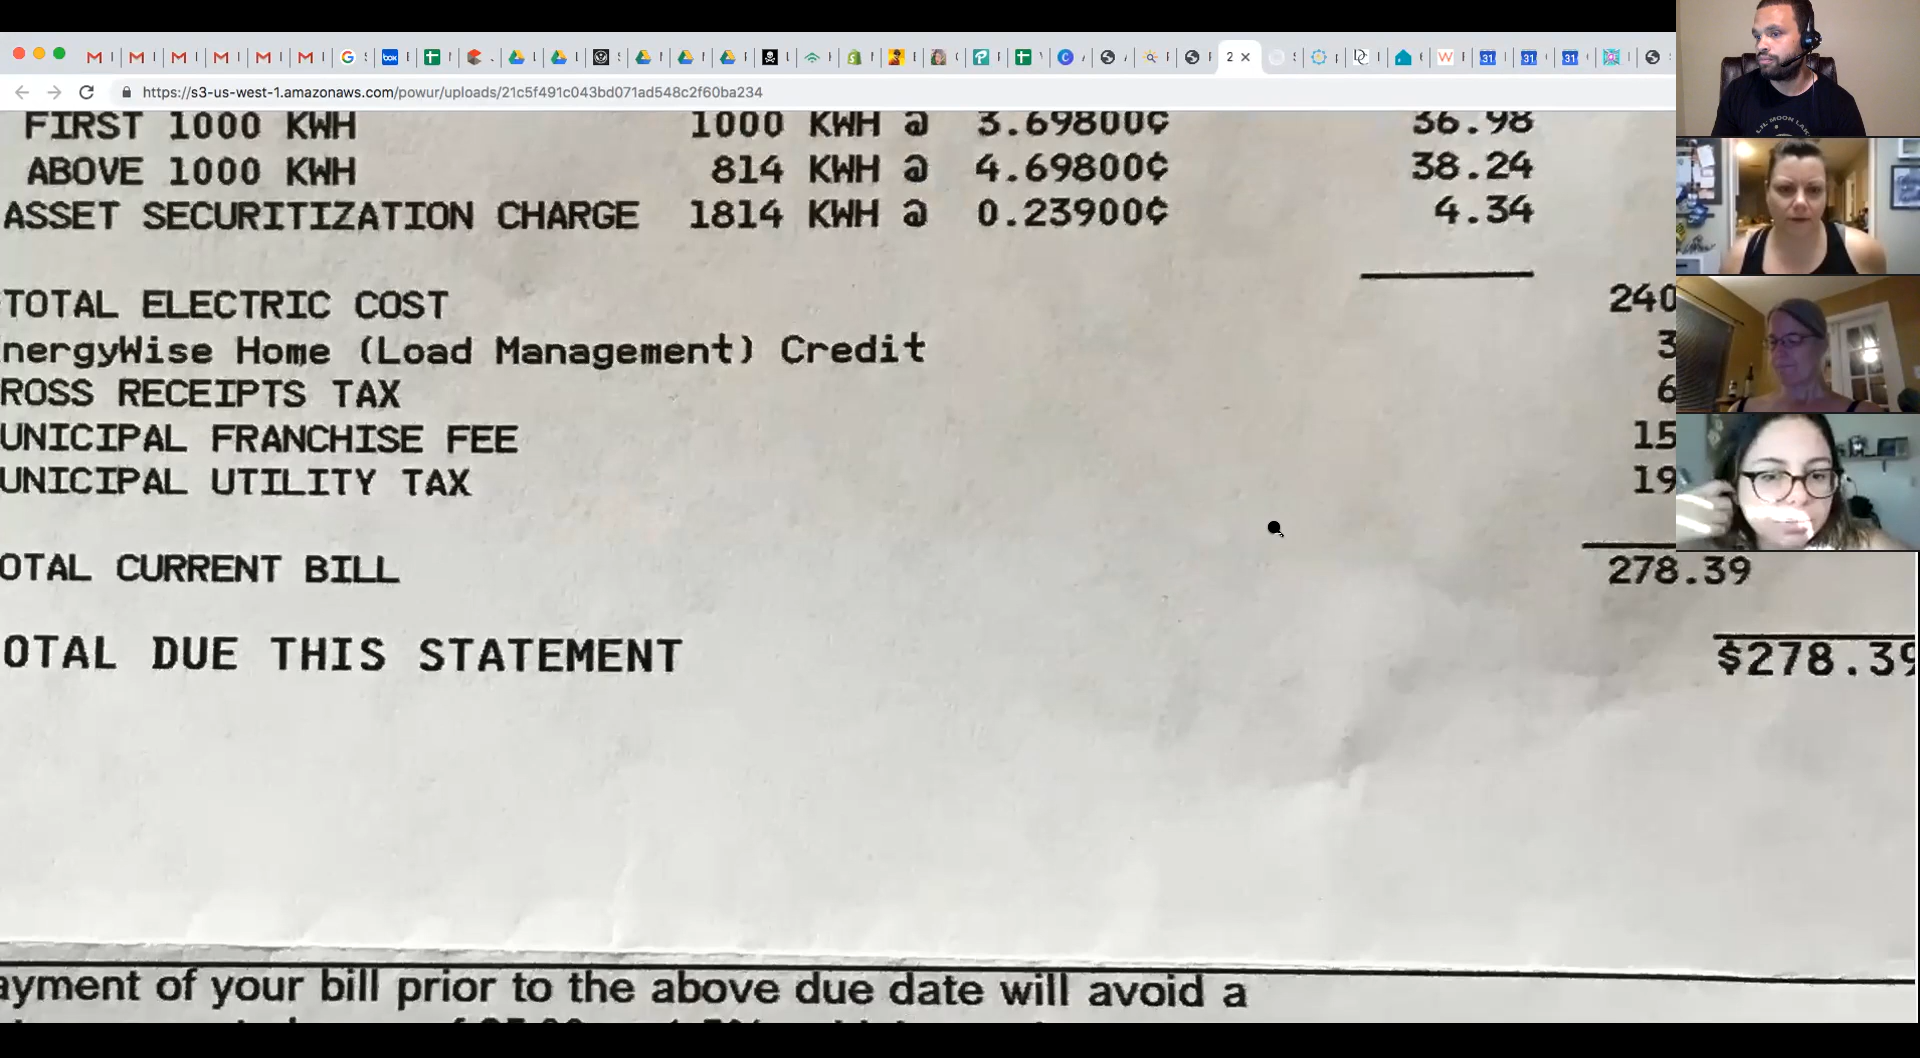 https://s3-us-west-1.amazonaws.com/powur/uploads/21c5f491c043bd071ad548c2f60ba234
FIRST 1000 KWH 1000 KWH @ 3.69800¢ 36.98
ABOVE 1000 KWH 814 KWH @ 4.69800¢ 38.24
ASSET SECURITIZATION CHARGE 1814 KWH @ 0.23900¢ 4.34
TOTAL ELECTRIC COST 240
nergyWise Home (Load Management) Credit 3
ROSS RECEIPTS TAX 6
UNICIPAL FRANCHISE FEE 15
UNICIPAL UTILITY TAX 19
OTAL CURRENT BILL 278.39
OTAL DUE THIS STATEMENT $278.39
ayment of your bill prior to the above due date will avoid a